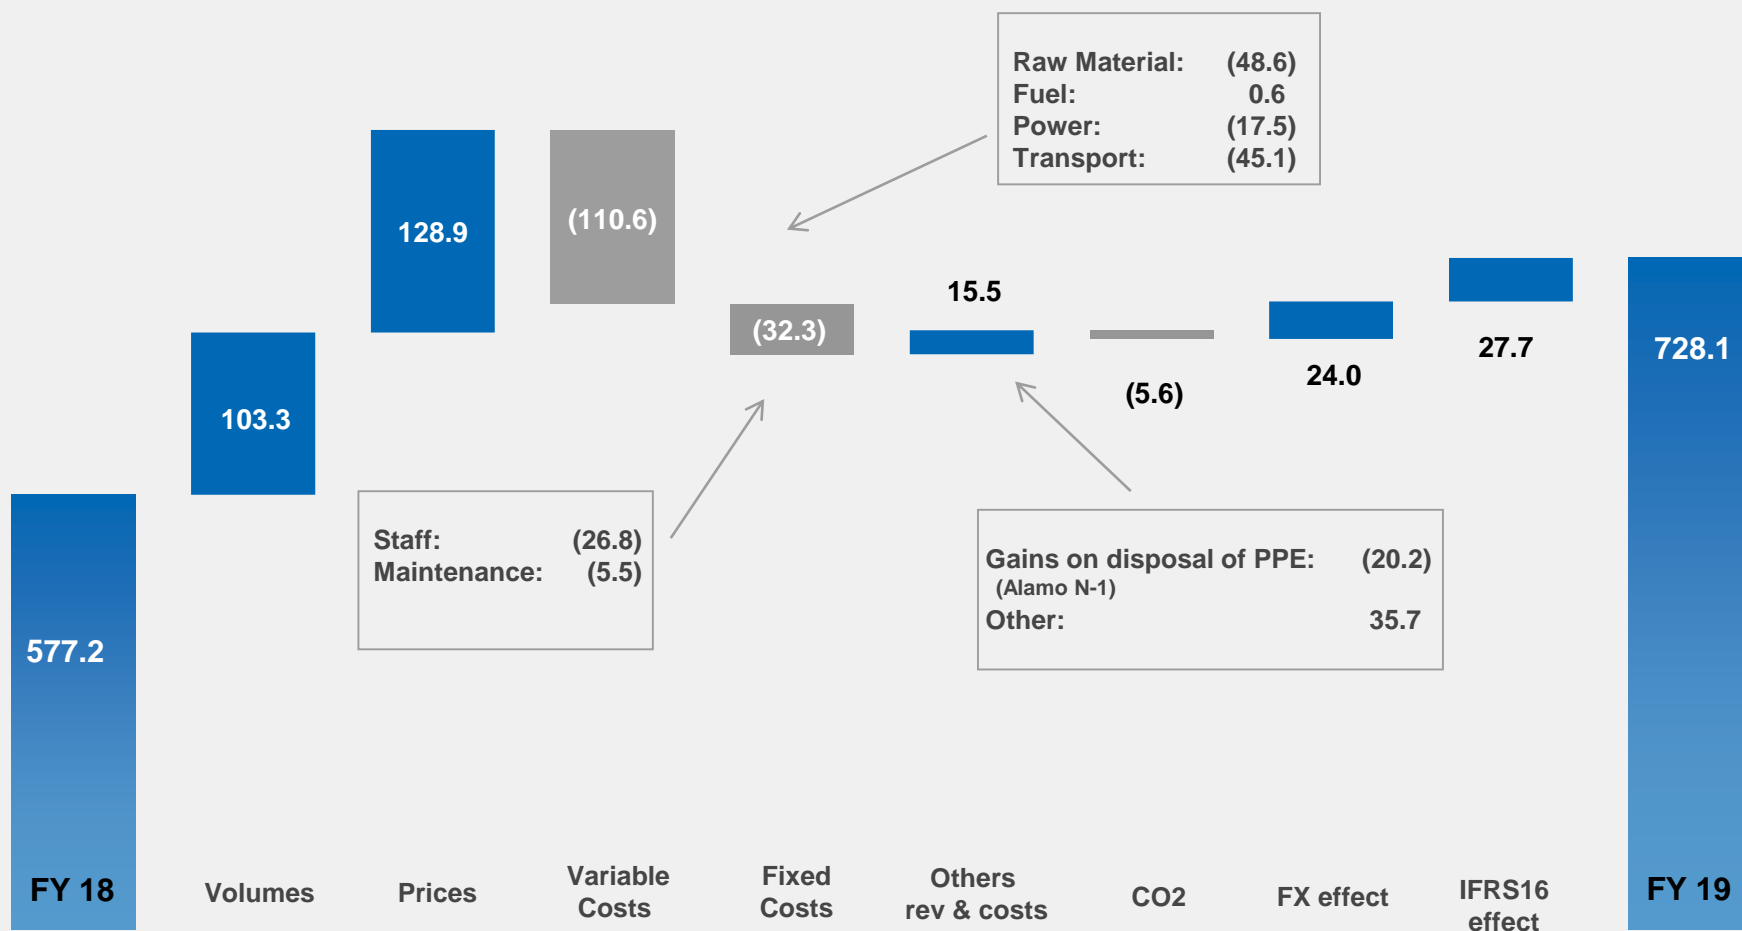 Raw Material: (48.6)
Fuel: 0.6
Power: (17.5)
Transport: (45.1)
128.9
(110.6)
15.5
(32.3)
27.7
728.1
24.0
(5.6)
103.3
Staff: (26.8)
Maintenance: (5.5)
Gains on disposal of PPE: (20.2)
(Alamo N-1)
Other: 35.7
577.2
FY 18
Volumes
Prices
Variable
Costs
Fixed
Costs
Others
rev & costs
CO2
FX effect
IFRS16
effect
FY 19